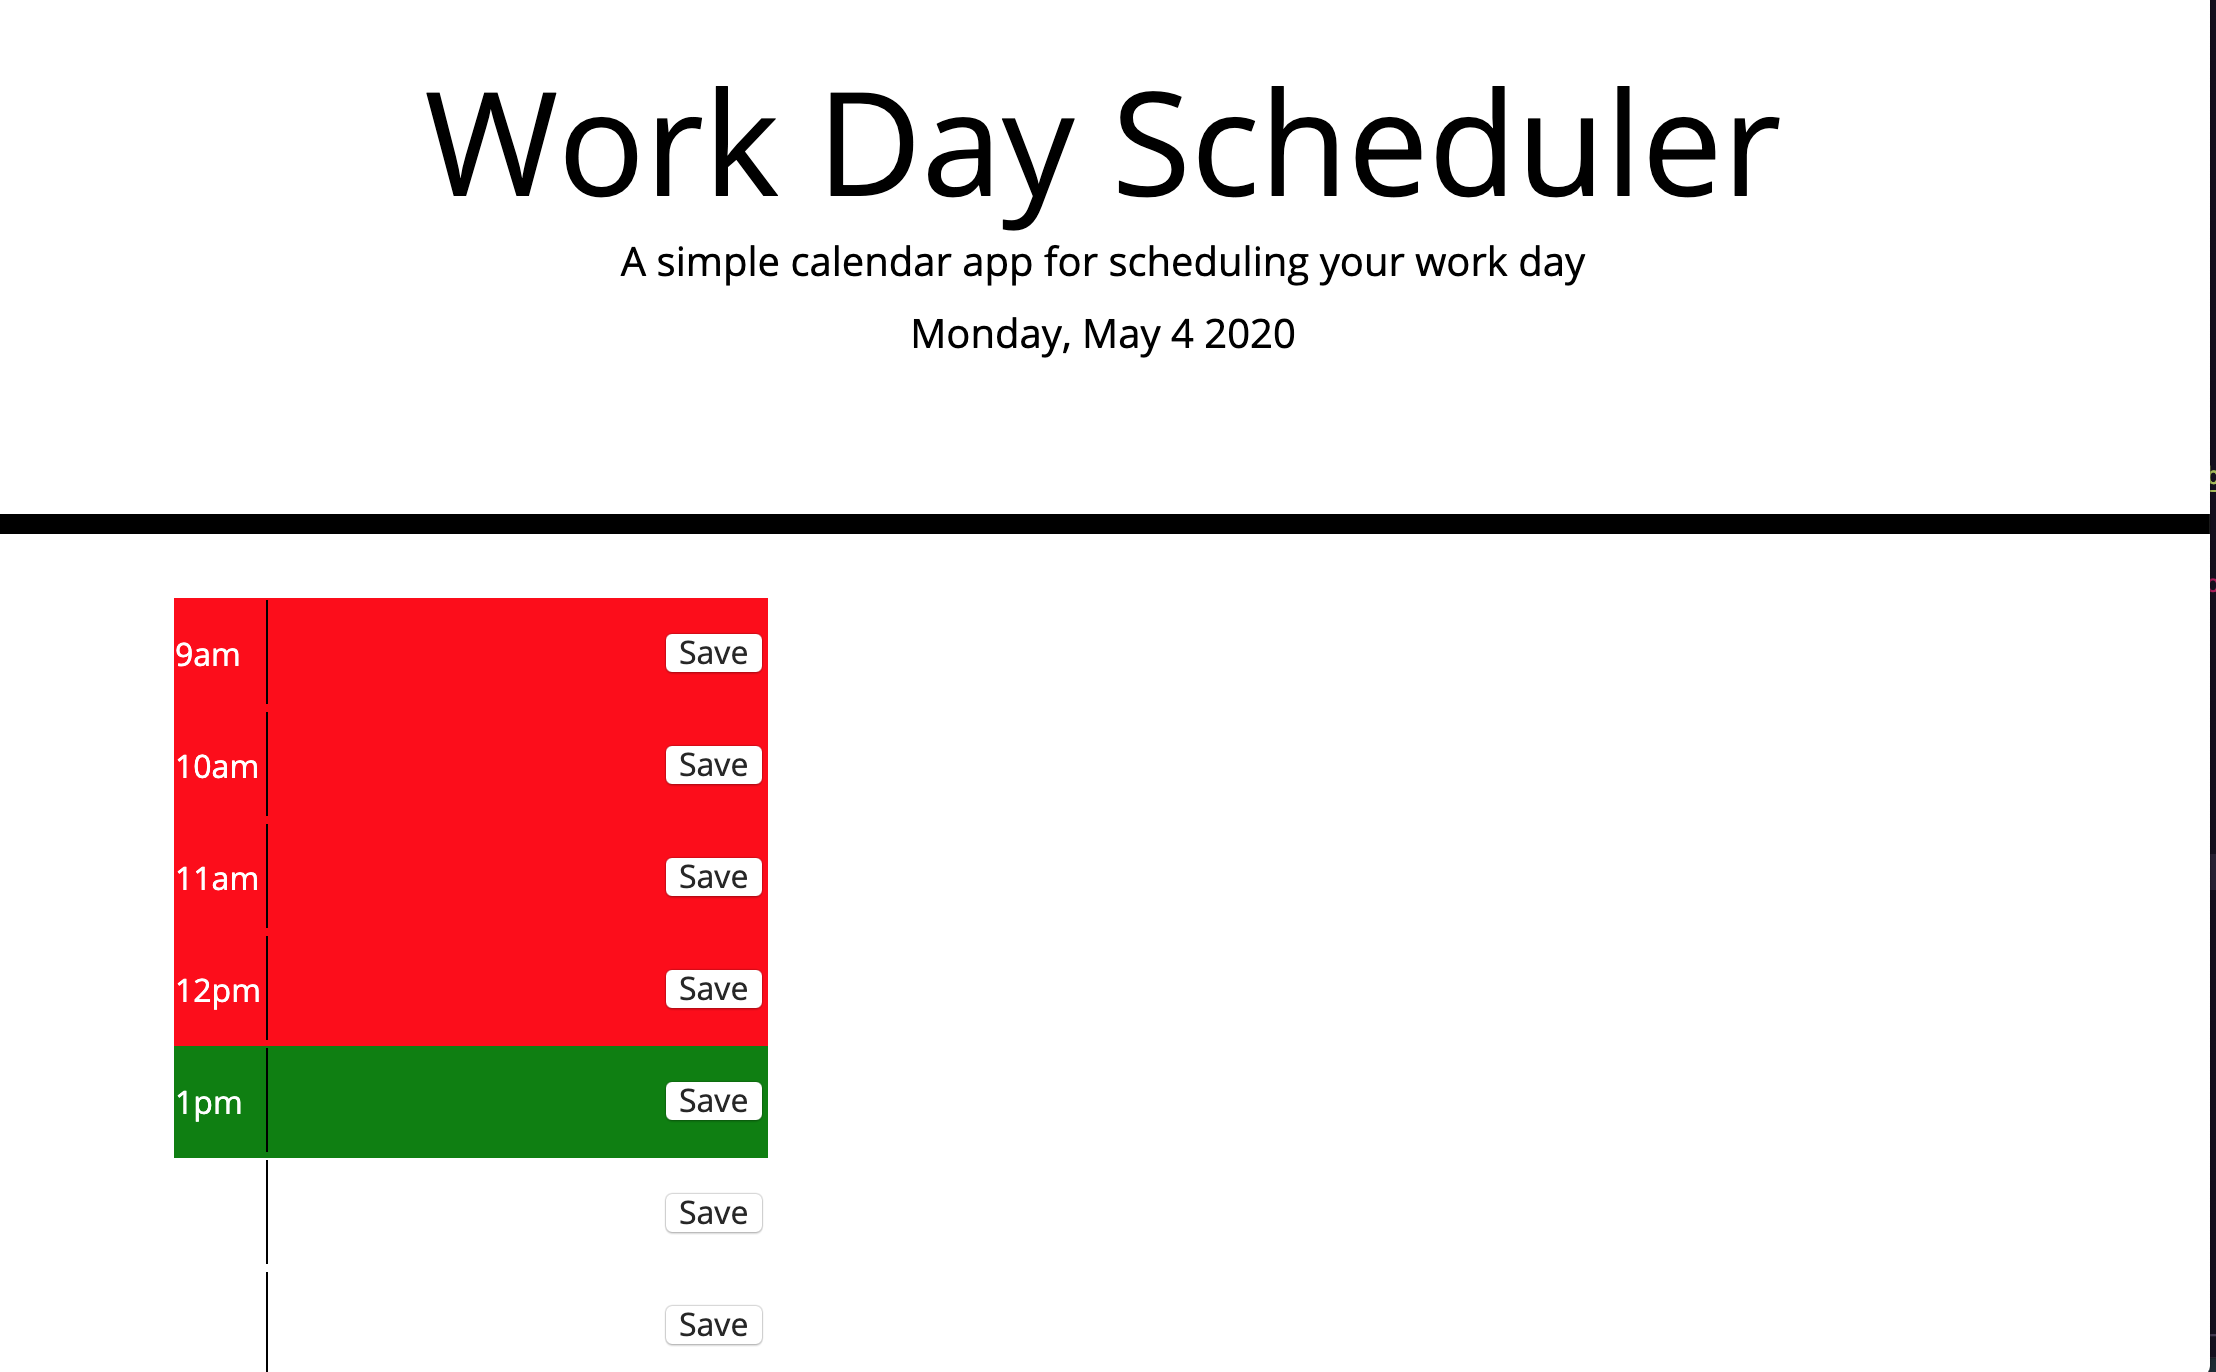 Work Day Scheduler
A simple calendar app for scheduling your work day
Monday, May 4 2020
9am Save
10am Save
11am Save
12pm Save
1pm Save
Save
Save